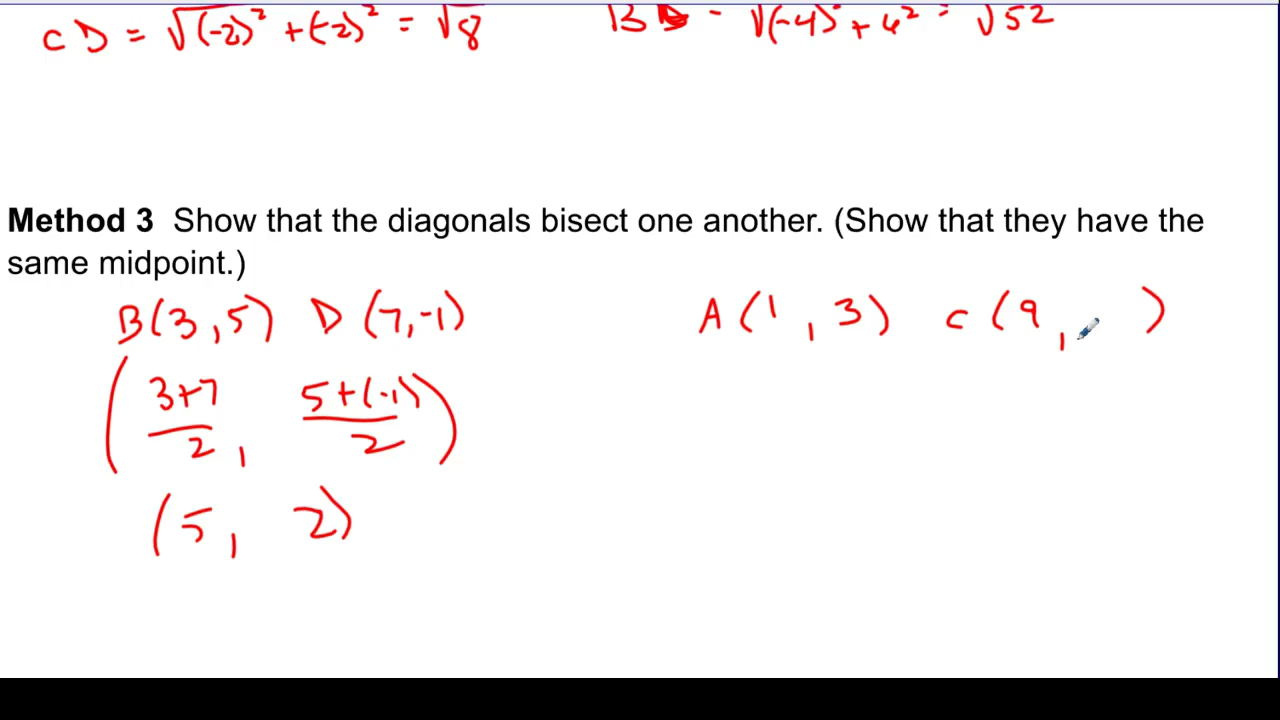 CD = √(-2)² + (-2)² = √8
BD = √(-4)² + 6² = √52
Method 3 Show that the diagonals bisect one another. (Show that they have the
same midpoint.)
B(3,5) D(7,-1)
A(1,3) C(9, )
(3+7/2, 5+(-1)/2)
(5, 2)